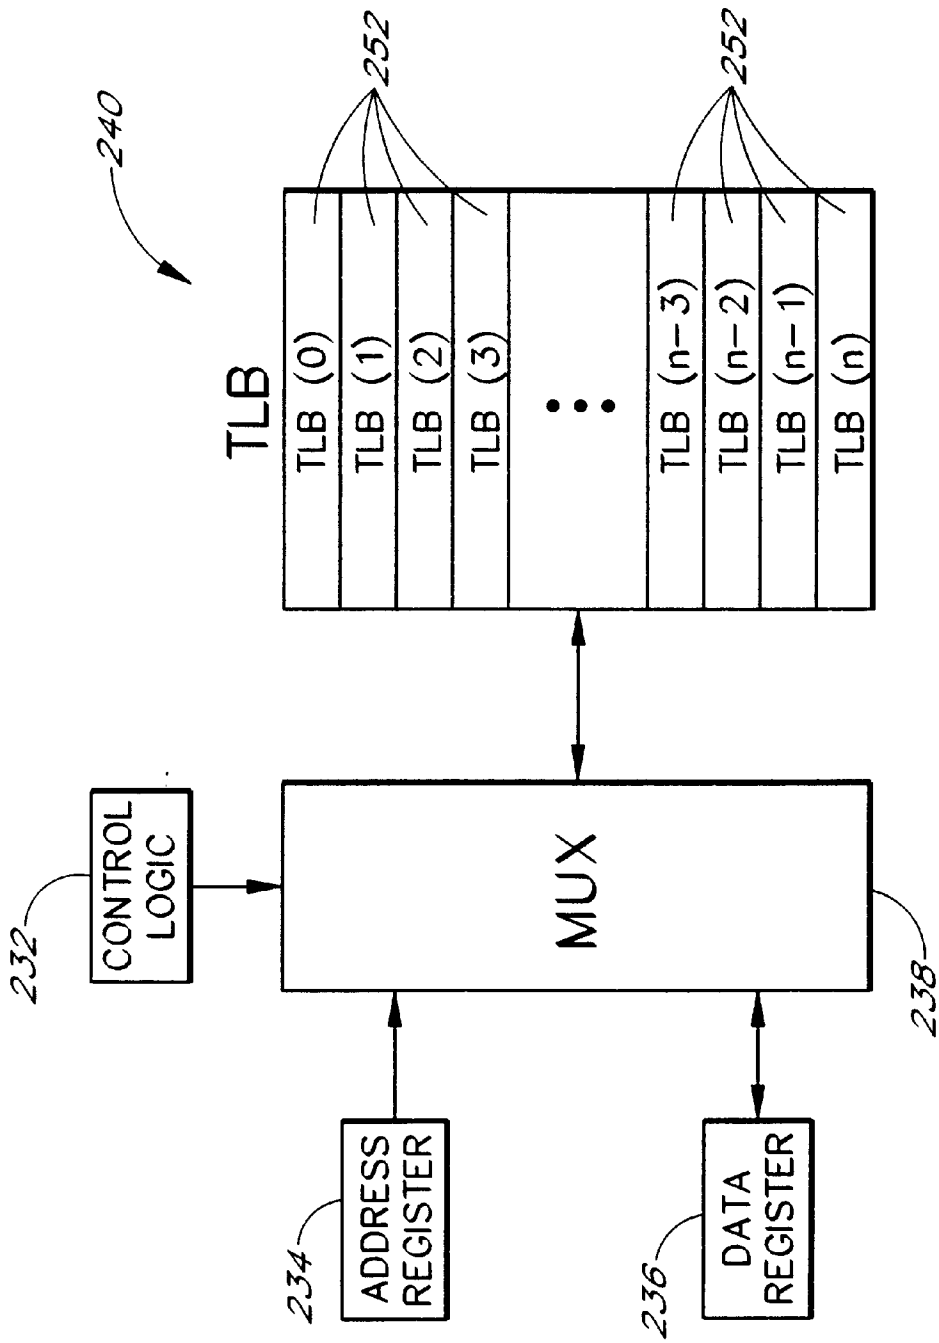 240
TLB
232
CONTROL
LOGIC
TLB (0)
TLB (1)
TLB (2)
TLB (3)
252
234
ADDRESS
REGISTER
MUX
TLB (n-3)
TLB (n-2)
TLB (n-1)
TLB (n)
252
236
DATA
REGISTER
238